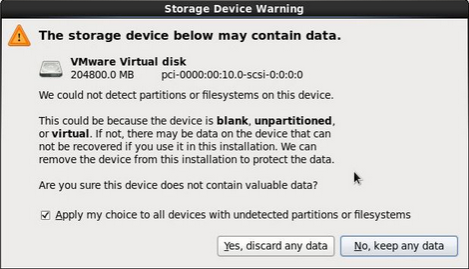 Storage Device Warning
The storage device below may contain data.
VMware Virtual disk
204800.0 MB pci-0000:00:10.0-scsi-0:0:0:0
We could not detect partitions or filesystems on this device.
This could be because the device is blank, unpartitioned,
or virtual. If not, there may be data on the device that can
not be recovered if you use it in this installation. We can
remove the device from this installation to protect the data.
Are you sure this device does not contain valuable data?
Apply my choice to all devices with undetected partitions or filesystems
Yes, discard any data No, keep any data